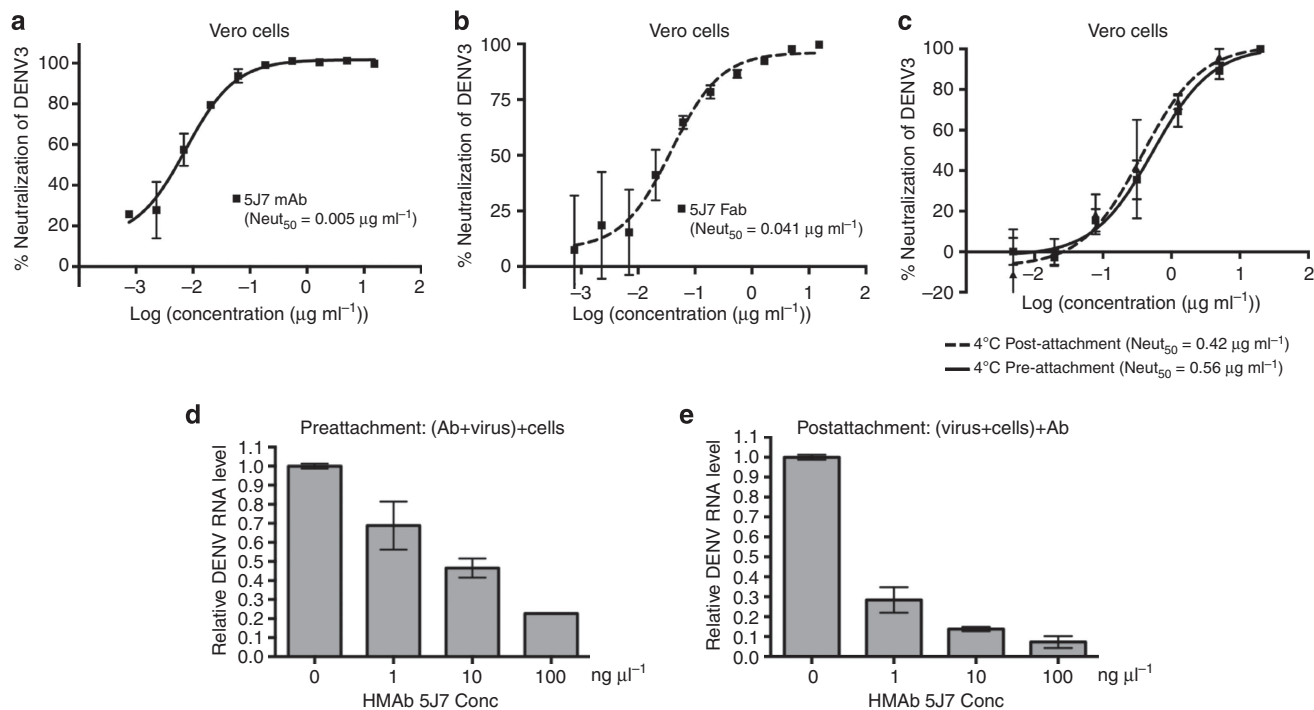 a
Vero cells
% Neutralization of DENV3
100
80
60
40
20
0
–3
–2
–1
0
1
2
5J7 mAb
(Neut50 = 0.005 µg ml–1)
Log (concentration (µg ml–1))
b
Vero cells
% Neutralization of DENV3
100
75
50
25
0
–3
–2
–1
0
1
2
5J7 Fab
(Neut50 = 0.041 µg ml–1)
Log (concentration (µg ml–1))
c
Vero cells
% Neutralization of DENV3
100
80
60
40
20
0
–20
–2
–1
0
1
2
Log (concentration (µg ml–1))
4°C Post-attachment (Neut50 = 0.42 µg ml–1)
4°C Pre-attachment (Neut50 = 0.56 µg ml–1)
d
Preattachment: (Ab+virus)+cells
Relative DENV RNA level
1.1
1.0
0.9
0.8
0.7
0.6
0.5
0.4
0.3
0.2
0.1
0.0
0
1
10
100
ng µl–1
HMAb 5J7 Conc
e
Postattachment: (virus+cells)+Ab
Relative DENV RNA level
1.1
1.0
0.9
0.8
0.7
0.6
0.5
0.4
0.3
0.2
0.1
0.0
0
1
10
100
ng µl–1
HMAb 5J7 Conc